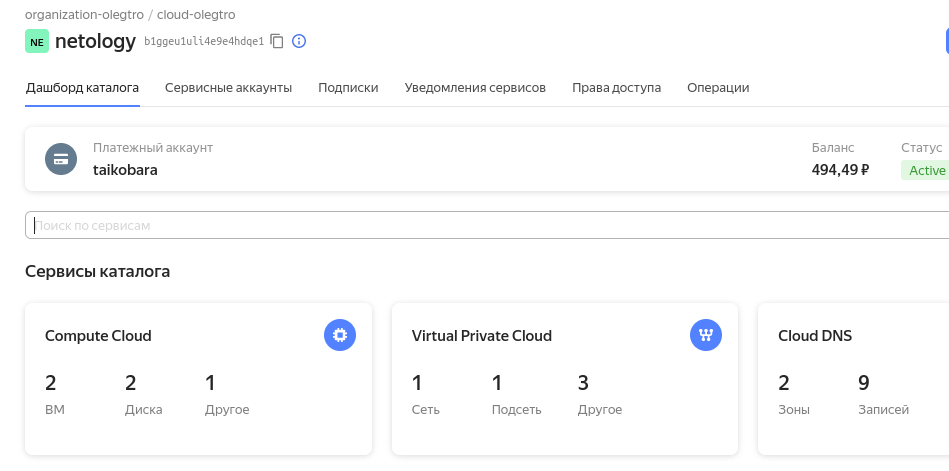 organization-olegtro / cloud-olegtro
NE netology b1ggeu1uli4e9e4hdqe1
Дашборд каталога Сервисные аккаунты Подписки Уведомления сервисов Права доступа Операции
Платежный аккаунт Баланс Статус
taikobara 494,49 ₽ Active
Поиск по сервисам
Сервисы каталога
Compute Cloud Virtual Private Cloud Cloud DNS
2 2 1 1 1 3 2 9
ВМ Диска Другое Сеть Подсеть Другое Зоны Записей